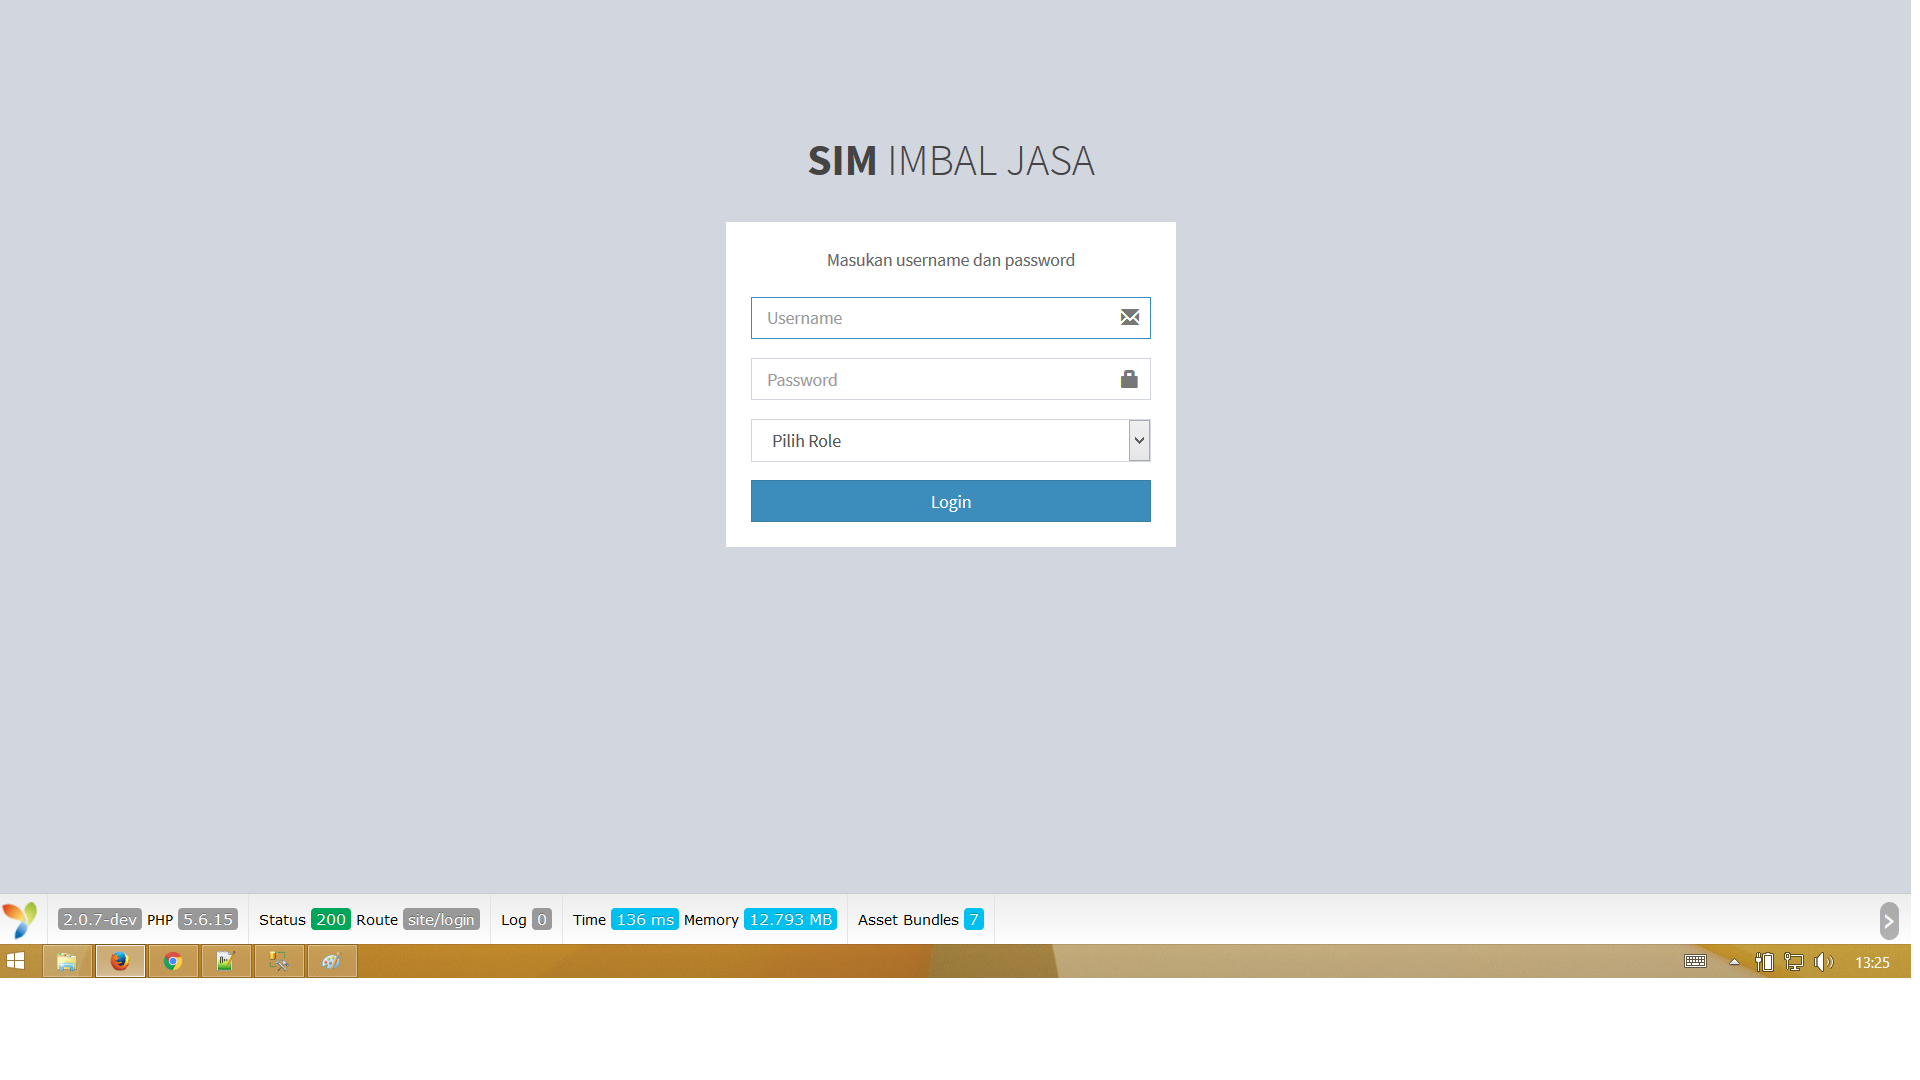 SIM IMBAL JASA
Masukan username dan password
Username
Password
Pilih Role
Login
2.0.7-dev PHP 5.6.15 Status 200 Route site/login Log 0 Time 136 ms Memory 12.793 MB Asset Bundles 7
13:25